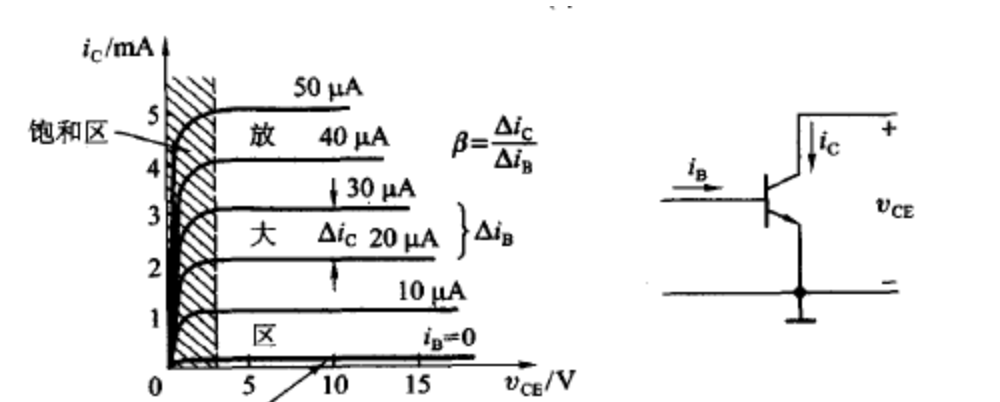 i_C/mA
50 μA
5
饱和区
放
40 μA
β=Δi_C/Δi_B
4
30 μA
3
大
Δi_C
20 μA
}Δi_B
2
10 μA
1
区
i_B=0
0
5
10
15
v_CE/V
i_B
i_C
+
v_CE
−